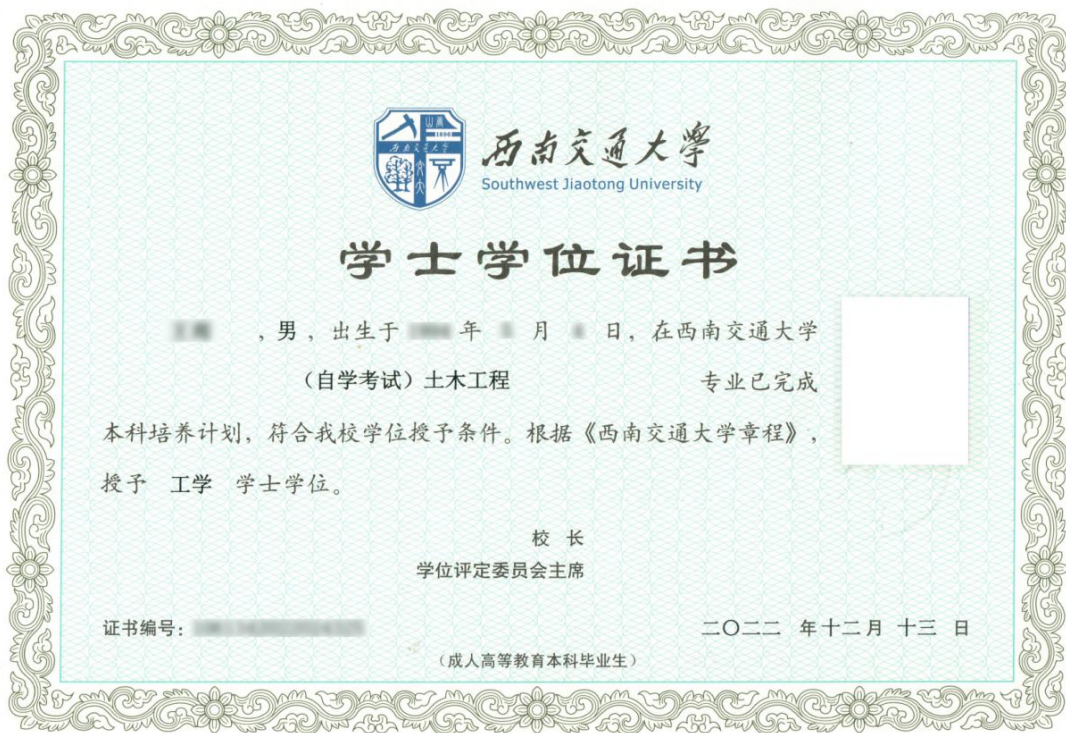 西南交通大學
Southwest Jiaotong University
学士学位证书
，男，出生于 年 月 日，在西南交通大学
（自学考试）土木工程 专业已完成
本科培养计划，符合我校学位授予条件。根据《西南交通大学章程》，
授予 工学 学士学位。
校 长
学位评定委员会主席
证书编号：
二〇二二 年十二月 十三 日
（成人高等教育本科毕业生）